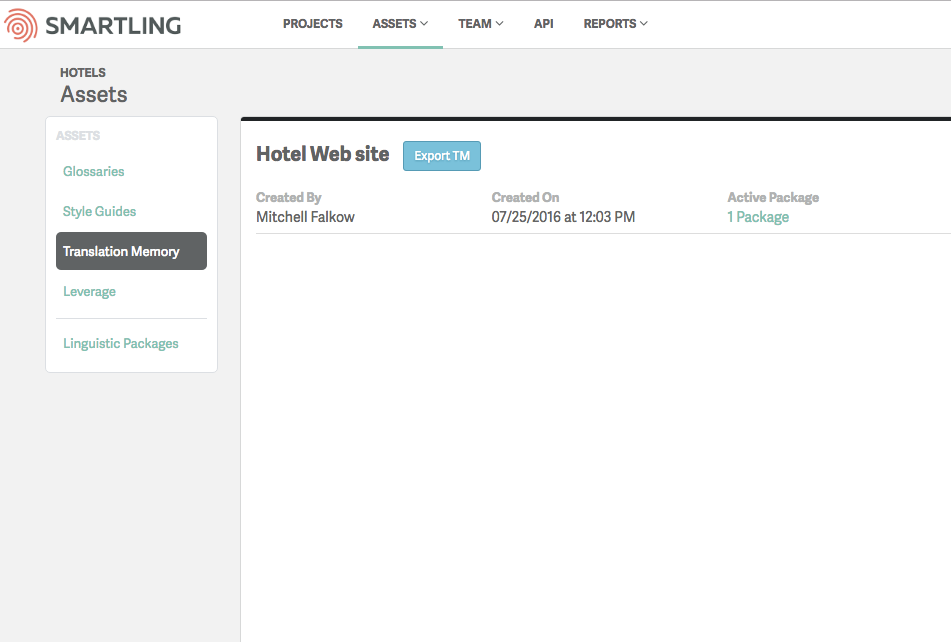 SMARTLING
PROJECTS ASSETS TEAM API REPORTS
HOTELS
Assets
ASSETS
Glossaries
Style Guides
Translation Memory
Leverage
Linguistic Packages
Hotel Web site Export TM
Created By Created On Active Package
Mitchell Falkow 07/25/2016 at 12:03 PM 1 Package